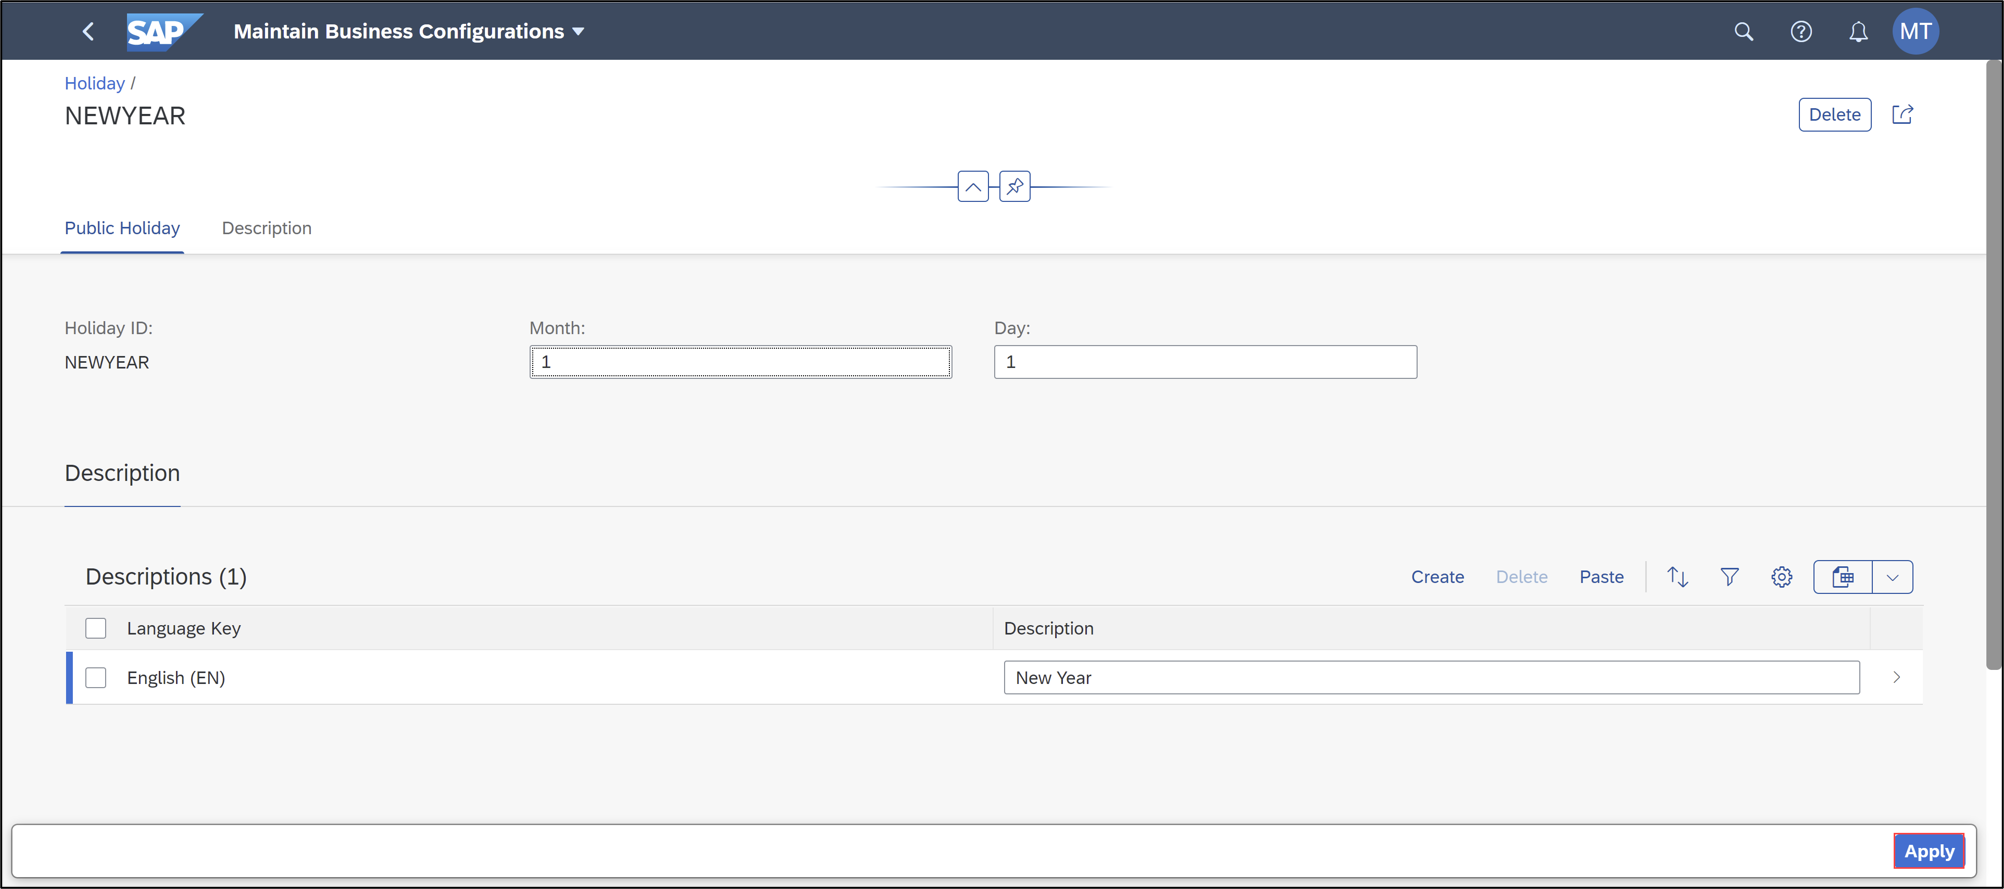 SAP Maintain Business Configurations MT
Holiday /
NEWYEAR
Delete
Public Holiday Description
Holiday ID: Month: Day:
NEWYEAR 1 1
Description
Descriptions (1) Create Delete Paste
Language Key Description
English (EN) New Year
Apply